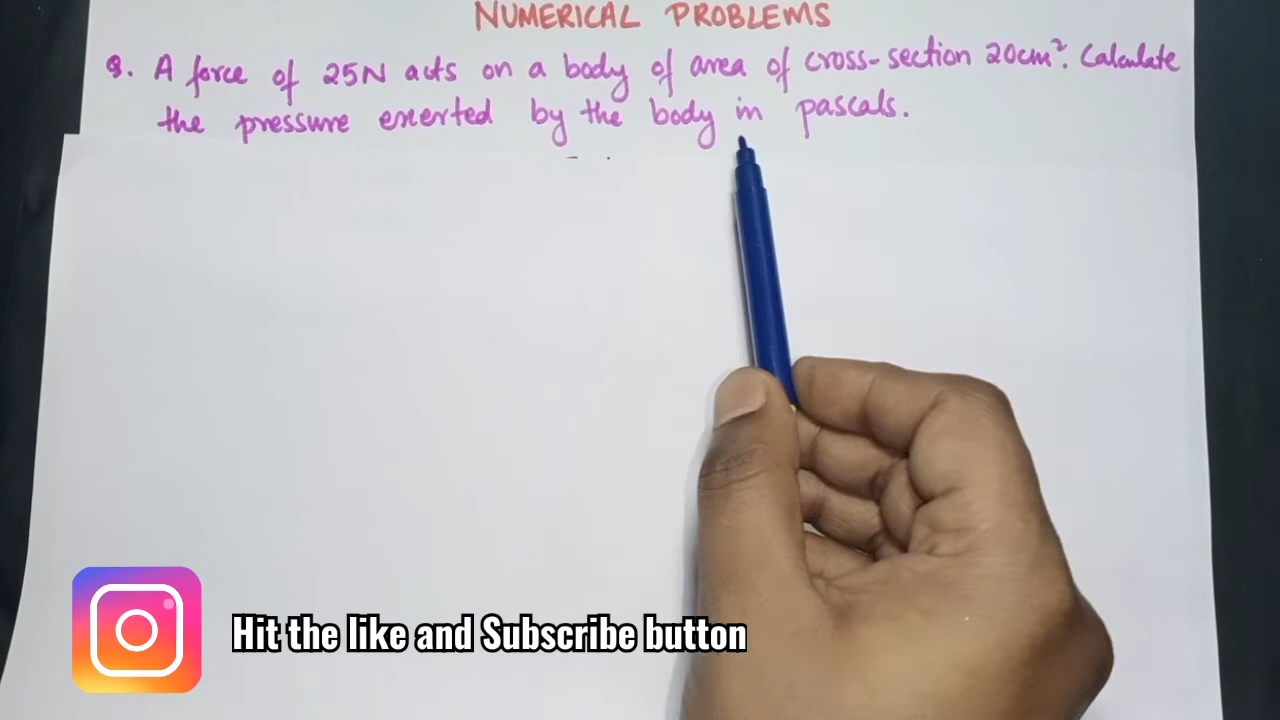 NUMERICAL PROBLEMS
Q. A force of 25N acts on a body of area of cross-section 20cm². Calculate
the pressure exerted by the body in pascals.
Hit the like and Subscribe button